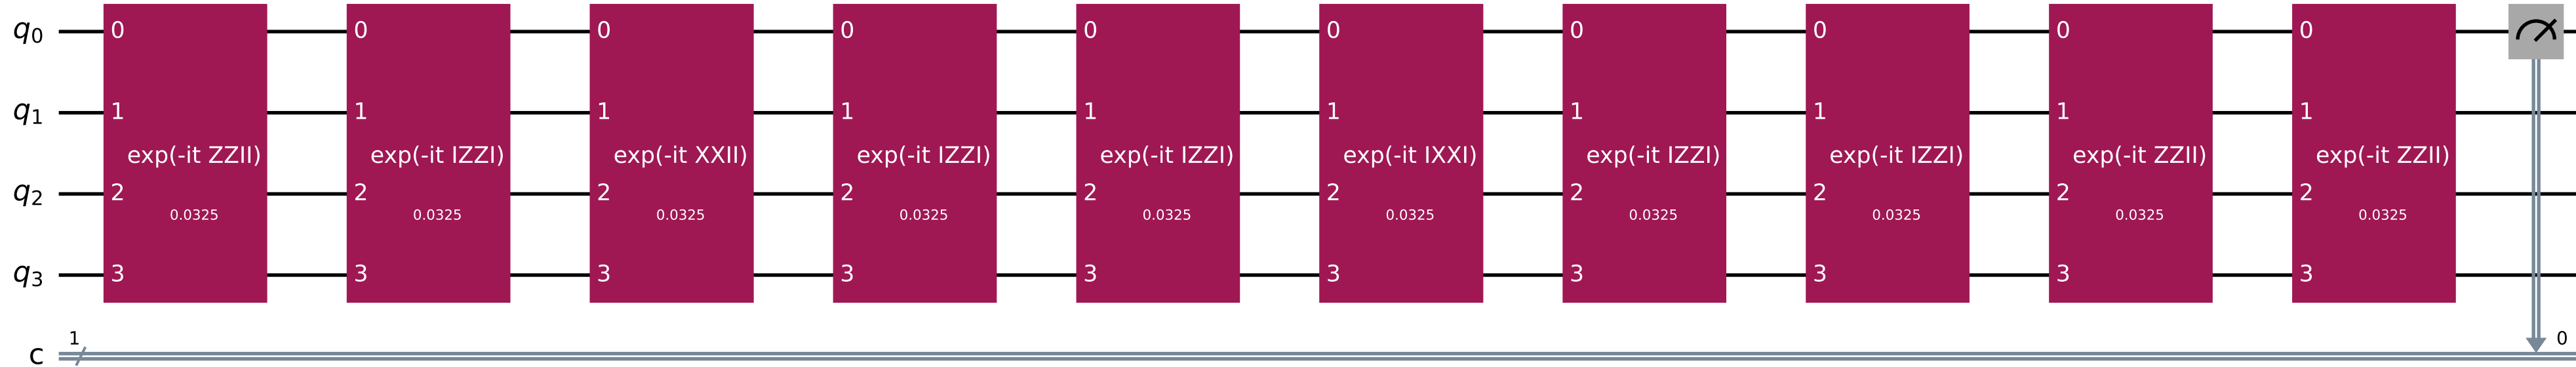 q0 0 0 0 0 0 0 0 0 0 0
q1 1 1 1 1 1 1 1 1 1 1
exp(-it ZZII) exp(-it IZZI) exp(-it XXII) exp(-it IZZI) exp(-it IZZI) exp(-it IXXI) exp(-it IZZI) exp(-it IZZI) exp(-it ZZII) exp(-it ZZII)
q2 2 2 2 2 2 2 2 2 2 2
0.0325 0.0325 0.0325 0.0325 0.0325 0.0325 0.0325 0.0325 0.0325 0.0325
q3 3 3 3 3 3 3 3 3 3 3
1 0
c